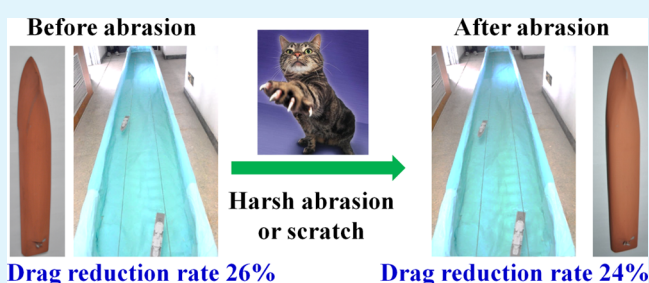 Before abrasion
After abrasion
Harsh abrasion
or scratch
Drag reduction rate 26%
Drag reduction rate 24%